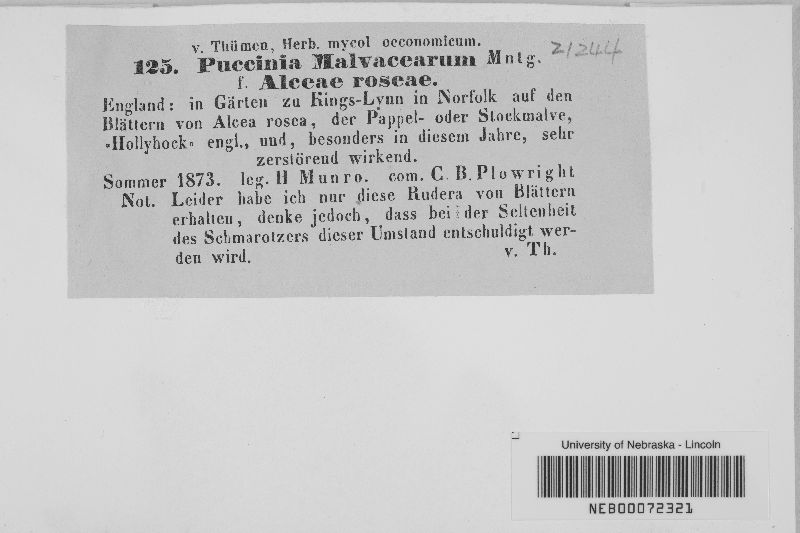 v. Thümen, Herb. mycol oeconomicum.
21244
125. Puccinia Malvacearum Mntg.
f. Alceae roseae.
England: in Gärten zu Kings-Lynn in Norfolk auf den
Blättern von Alcea rosea, der Pappel- oder Stockmalve,
»Hollyhock« engl., und, besonders in diesem Jahre, sehr
zerstörend wirkend.
Sommer 1873. leg. H Munro. com. C. B. Plowright
Not. Leider habe ich nur diese Rudera von Blättern
erhalten, denke jedoch, dass bei der Seltenheit
des Schmarotzers dieser Umstand entschuldigt wer-
den wird. v. Th.
University of Nebraska - Lincoln
NEB00072321